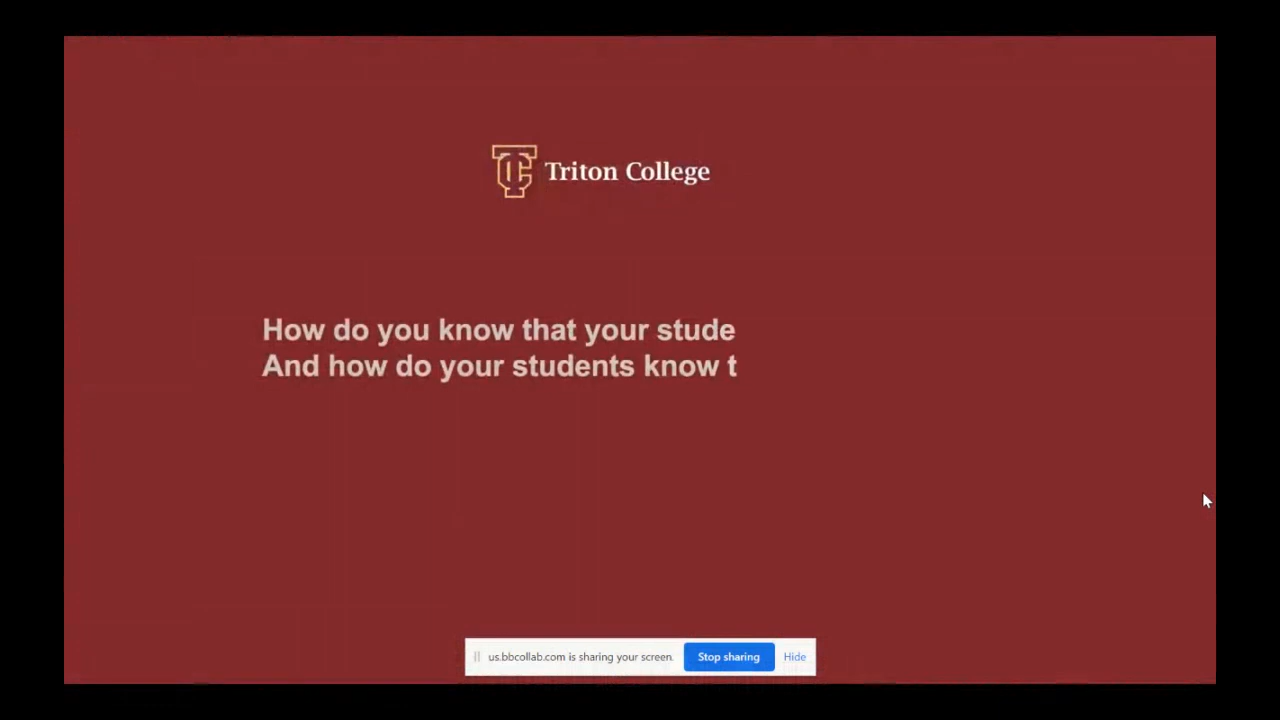 Triton College
How do you know that your stude
And how do your students know t
us.bbcollab.com is sharing your screen.
Stop sharing
Hide